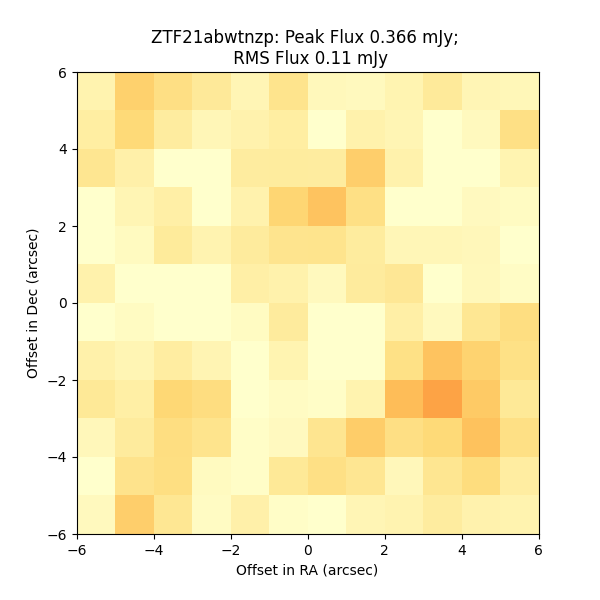 ZTF21abwtnzp: Peak Flux 0.366 mJy;
RMS Flux 0.11 mJy
6
4
2
0
−2
−4
−6
Offset in Dec (arcsec)
−6 −4 −2 0 2 4 6
Offset in RA (arcsec)